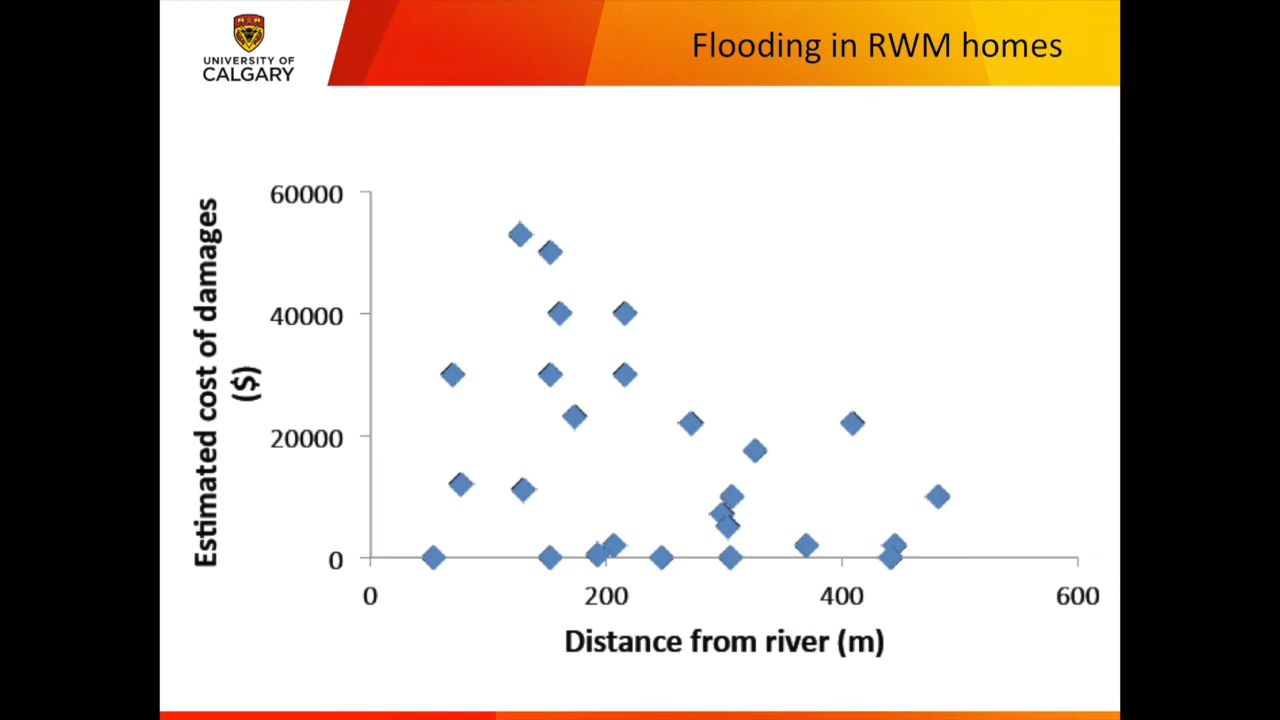 UNIVERSITY OF
CALGARY
Flooding in RWM homes
Estimated cost of damages
($)
60000
40000
20000
0
0
200
400
600
Distance from river (m)